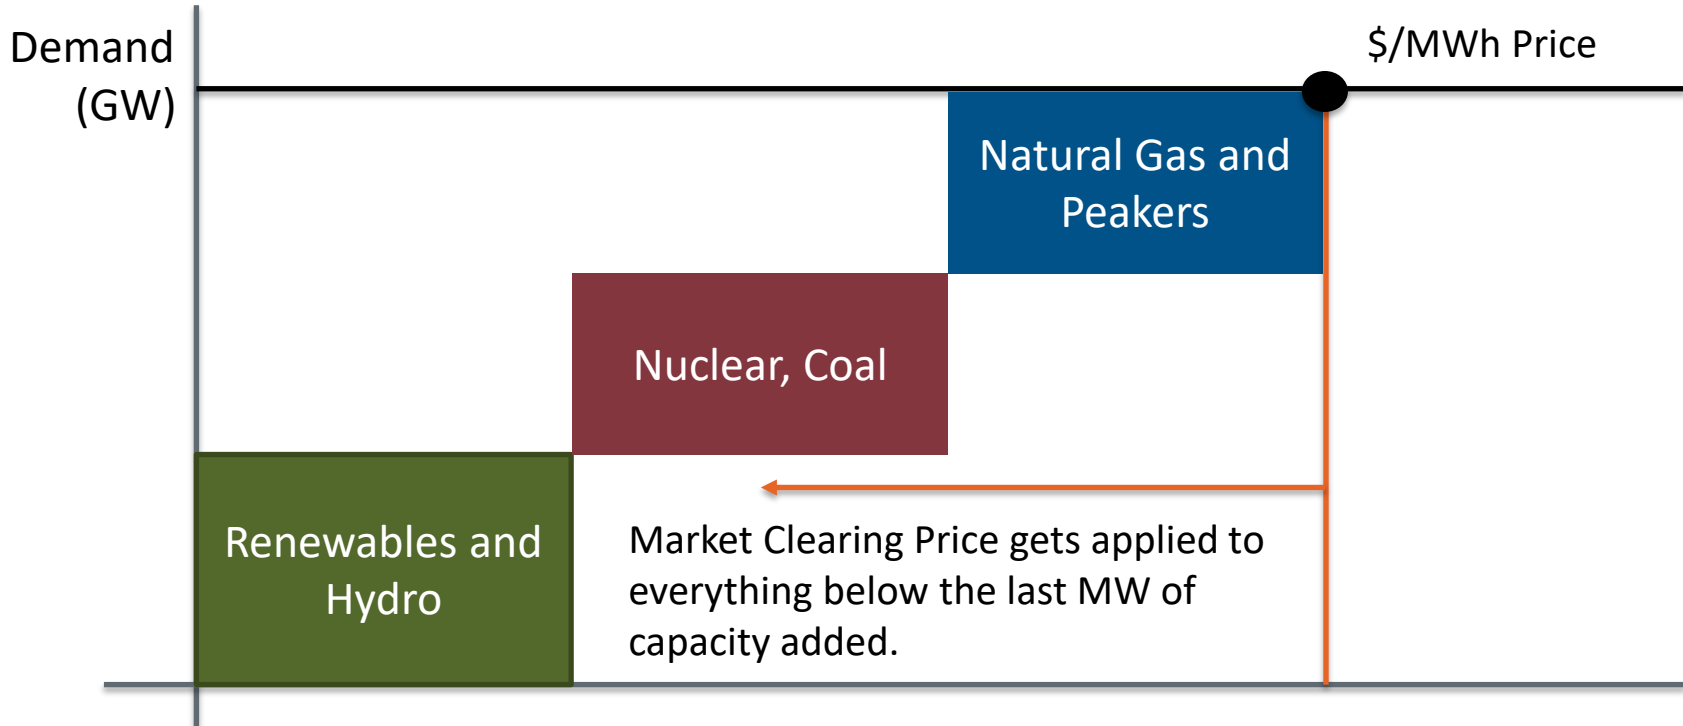 Demand
(GW)
$/MWh Price
Natural Gas and
Peakers
Nuclear, Coal
Renewables and
Hydro
Market Clearing Price gets applied to
everything below the last MW of
capacity added.